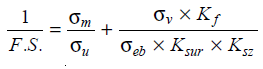 1/F.S. = σm/σu + (σv × Kf)/(σeb × Ksur × Ksz)